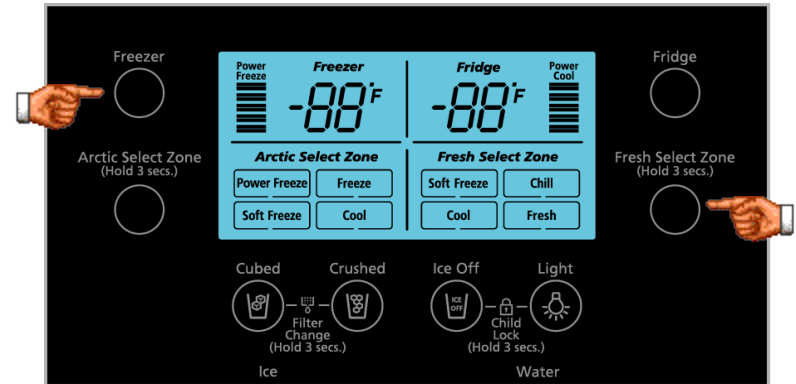 Freezer
Fridge
Power Freeze
Freezer
-88°F
Fridge
-88°F
Power Cool
Arctic Select Zone
(Hold 3 secs.)
Arctic Select Zone
Fresh Select Zone
Fresh Select Zone
(Hold 3 secs.)
Power Freeze
Freeze
Soft Freeze
Chill
Soft Freeze
Cool
Cool
Fresh
Cubed
Crushed
Ice Off
Light
ICE
OFF
Filter
Change
(Hold 3 secs.)
Child
Lock
(Hold 3 secs.)
Ice
Water